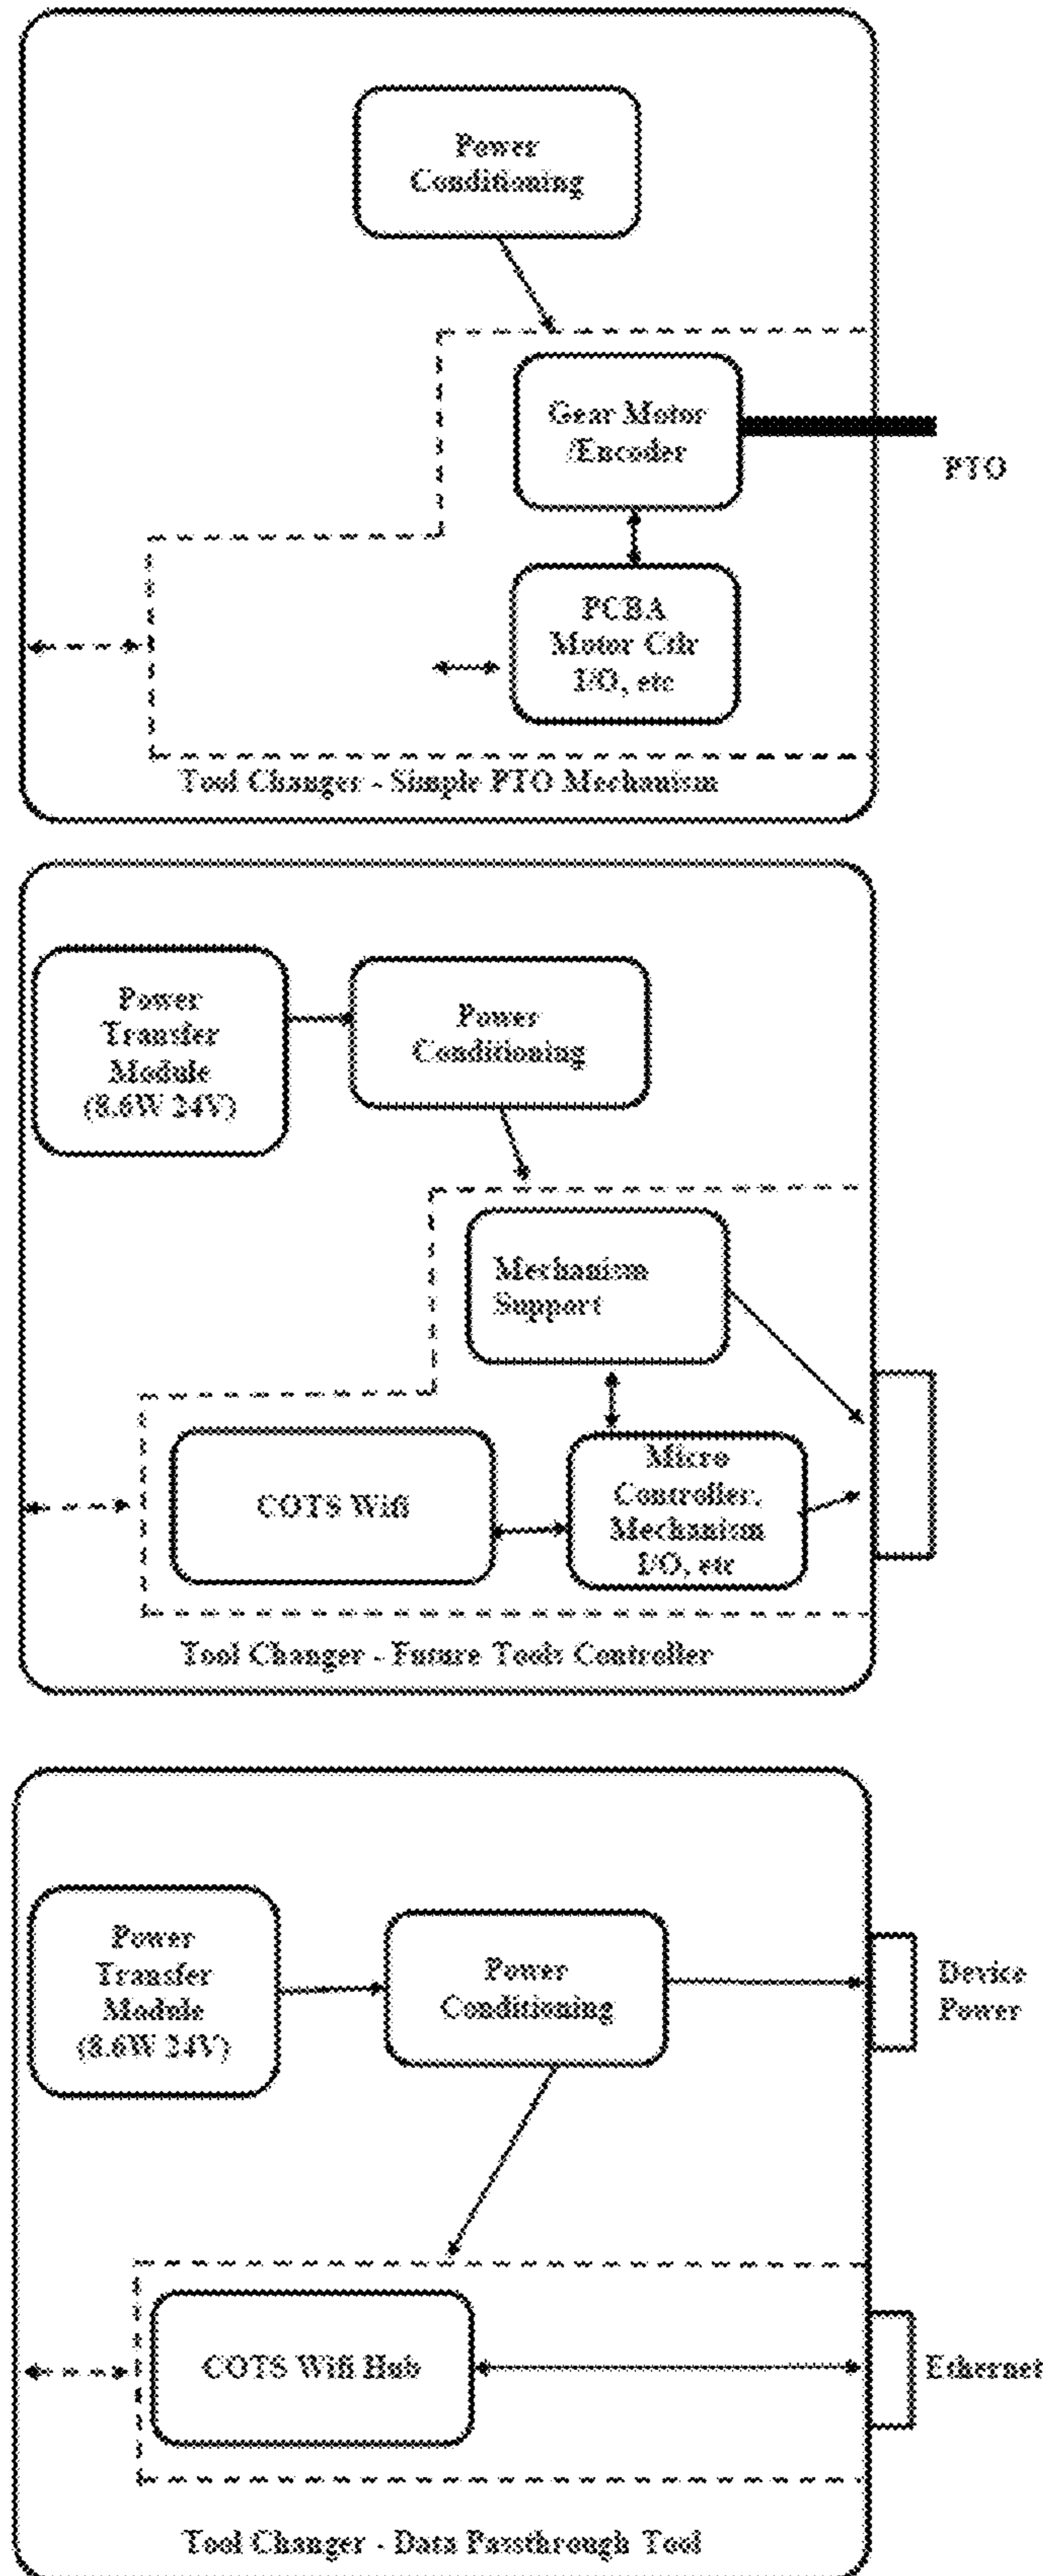 Power
Conditioning
Gear Motor
/Encoder
PTO
PCBA
Motor Ctlr
I/O, etc
Tool Changer - Simple PTO Mechanism
Power
Transfer
Module
(8.6W 24V)
Power
Conditioning
Mechanism
Support
COTS Wifi
Micro
Controller,
Mechanism
I/O, etc
Tool Changer - Future Tools Controller
Power
Transfer
Module
(8.6W 24V)
Power
Conditioning
Device
Power
COTS Wifi Hub
Ethernet
Tool Changer - Data Passthrough Tool